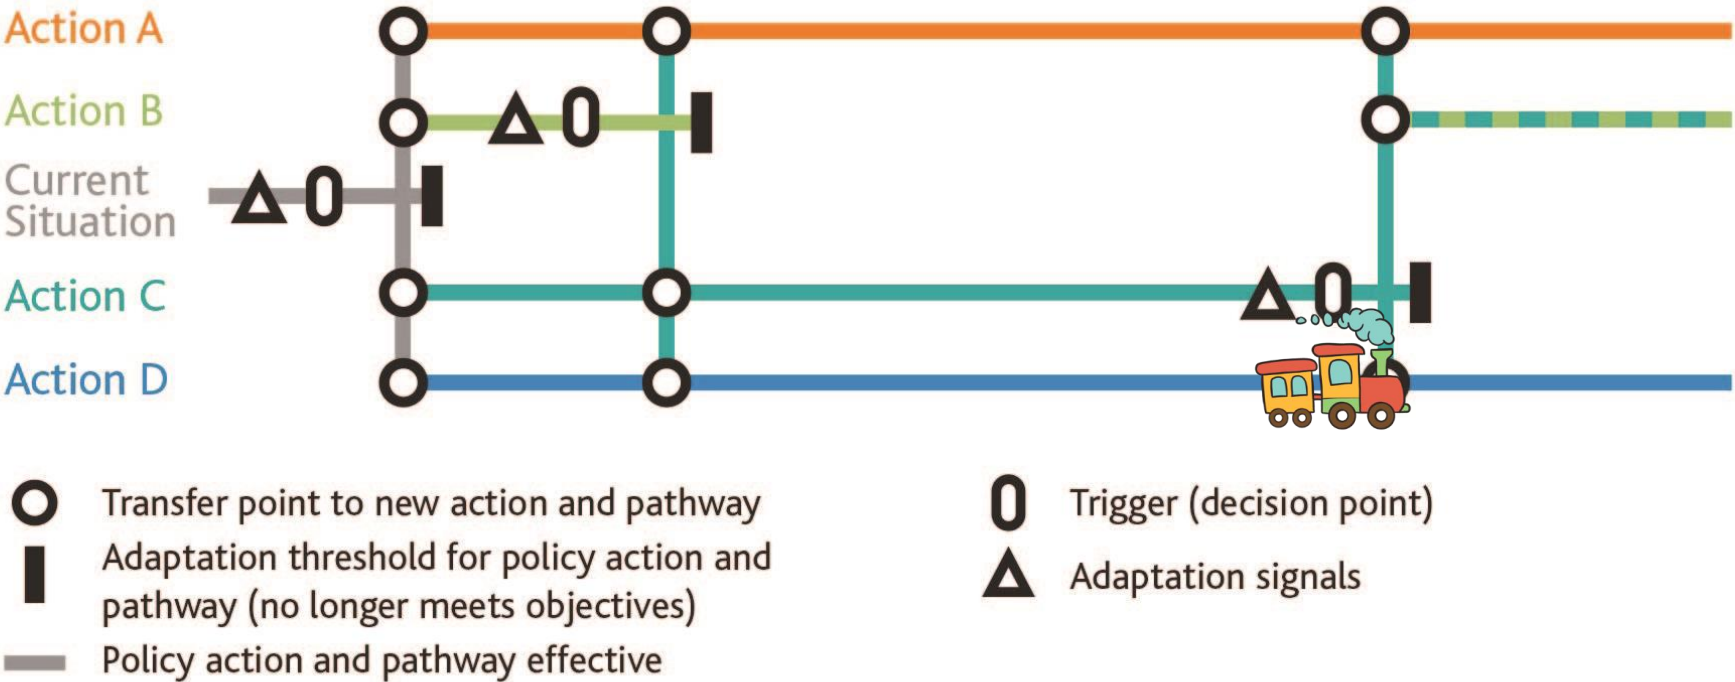 Action A
Action B
Current
Situation
Action C
Action D
Transfer point to new action and pathway
Adaptation threshold for policy action and
pathway (no longer meets objectives)
Policy action and pathway effective
Trigger (decision point)
Adaptation signals